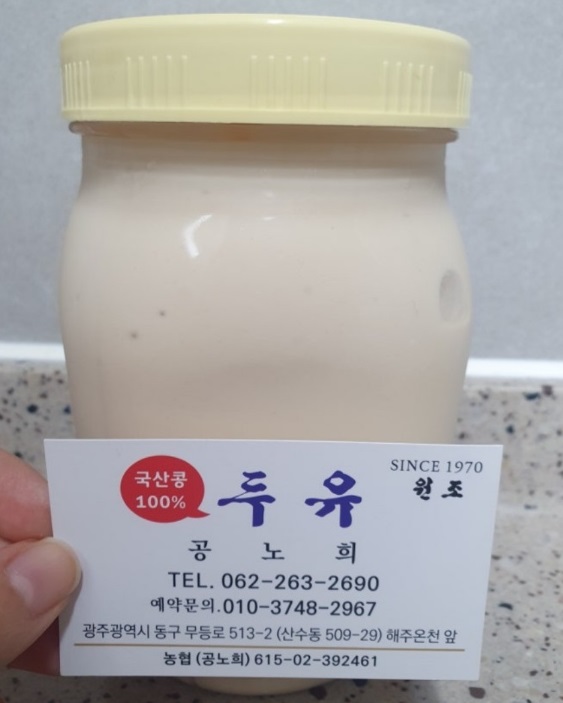 SINCE 1970
원조
국산콩
100%
두유
공노희
TEL. 062-263-2690
예약문의.010-3748-2967
광주광역시 동구 무등로 513-2 (산수동 509-29) 해주온천 앞
농협 (공노희) 615-02-392461